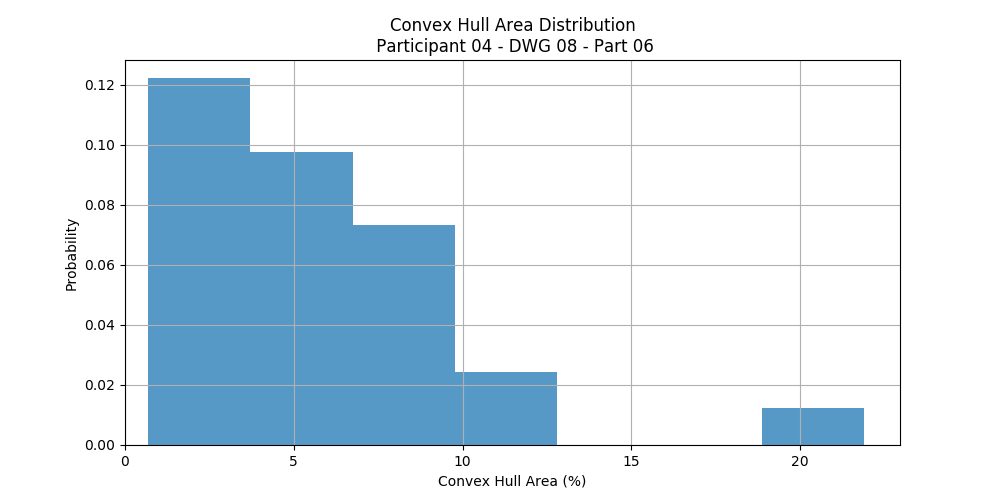 Convex Hull Area Distribution
Participant 04 - DWG 08 - Part 06
0.12
0.10
0.08
0.06
0.04
0.02
0.00
Probability
0 5 10 15 20
Convex Hull Area (%)